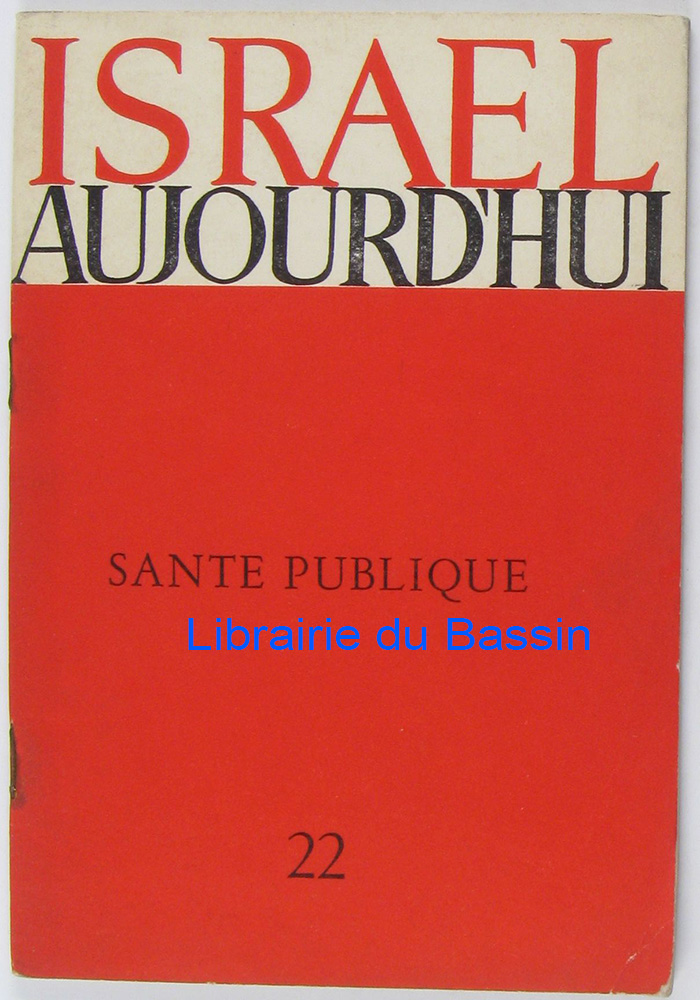 ISRAEL
AUJOURD'HUI
SANTE PUBLIQUE
Librairie du Bassin
22